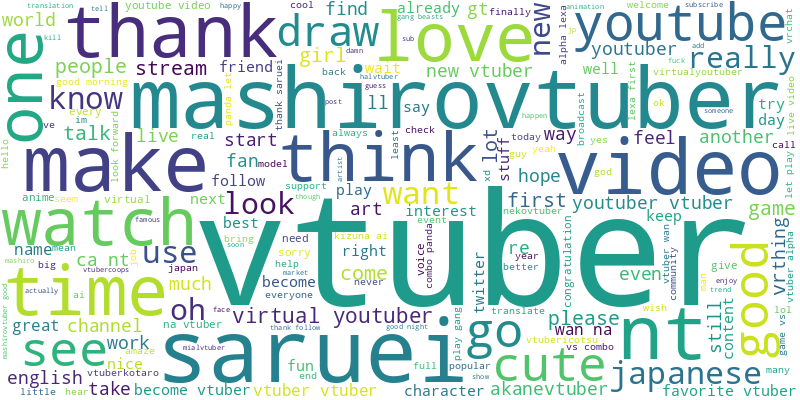 translation
tell
happy
youtube video
cool
already gt
gang beasts
finally
new
alpha lexa
animation
welcome
subscribe
vrchat
world
kill
thank
draw
find
love
youtube
jp
add
people
good morning
girl
sub
damn
youtuber
really
one
stream
friend
wait
new vtuber
well
fuck
virtualyoutuber
know
panda let
thank saruei
back
halvtuber
mashirovtuber
lexa first
ok
someone
try
day
every
im
ve
look forward
talk
live
real
always
guess
post
ll
say
check
happen
broadcast
another
call
hello
make
start
fan
model
think
least
lot
xd
stuff
today
way
guy
yeah
yes
feel
video
god
let play
live video
follow
artist
hope
anime
seem
virtual
next
look
support
though
play
want
first
youtuber vtuber
game
watch
best
art
interest
event
nekovtuber
keep
name
mean
famous
use
bring
soon
kizuna ai
vtuber
re
congratulation
even
vtuber wan
community
give
trend
vrthing
vtuber alpha
ca nt
need
sorry
right
voice
combo panda
year
better
enjoy
mashiro
big
vtubercoops
japan
help
market
come
twitter
man
time
job
much
become
everyone
never
go
translate
please
still
content
good
lol
actually
ai
oh
face
virtual youtuber
wish
game vs
mashirovtuber good
great
channel
na vtuber
thank follow
good night
play gang
wan na
nt
see
work
amaze
saruei
vtubericotsu
vs combo
nice
mialvtuber
popular
cute
many
english
vtuberkotaro
fun
end
full
show
japanese
little
hear
take
become vtuber
vtuber vtuber
character
akanevtuber
favorite vtuber